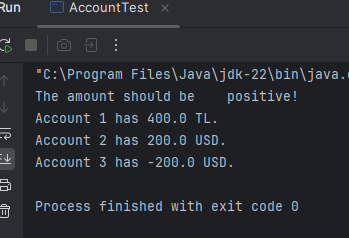 Run
AccountTest
"C:\Program Files\Java\jdk-22\bin\java.
The amount should be    positive!
Account 1 has 400.0 TL.
Account 2 has 200.0 USD.
Account 3 has -200.0 USD.
Process finished with exit code 0